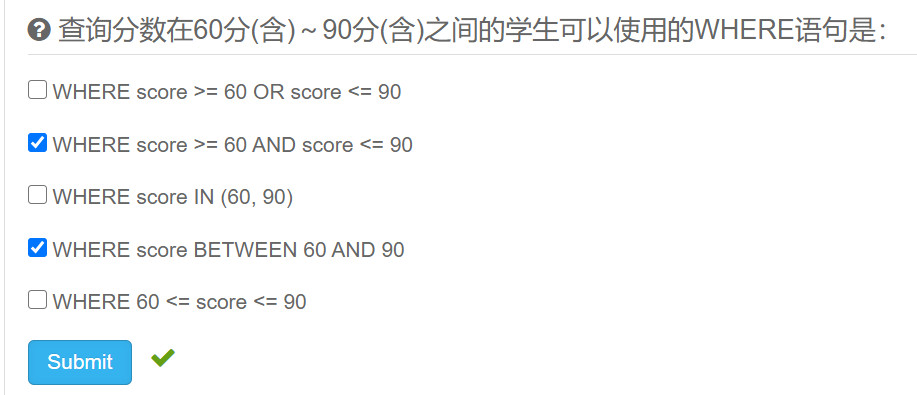 查询分数在60分(含)~90分(含)之间的学生可以使用的WHERE语句是：
WHERE score >= 60 OR score <= 90
WHERE score >= 60 AND score <= 90
WHERE score IN (60, 90)
WHERE score BETWEEN 60 AND 90
WHERE 60 <= score <= 90
Submit